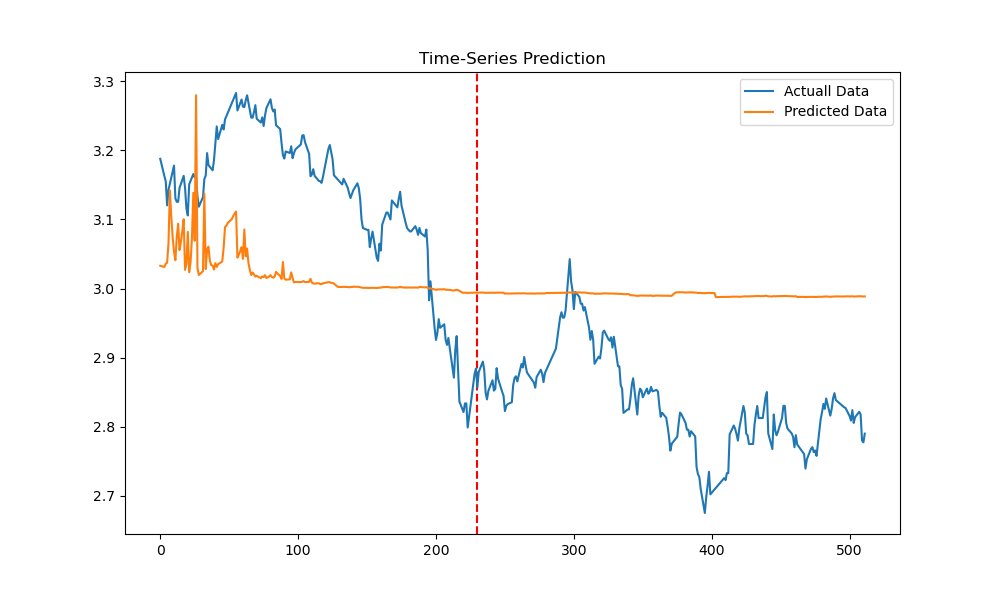 Time-Series Prediction
Actuall Data
Predicted Data
3.3
3.2
3.1
3.0
2.9
2.8
2.7
0 100 200 300 400 500